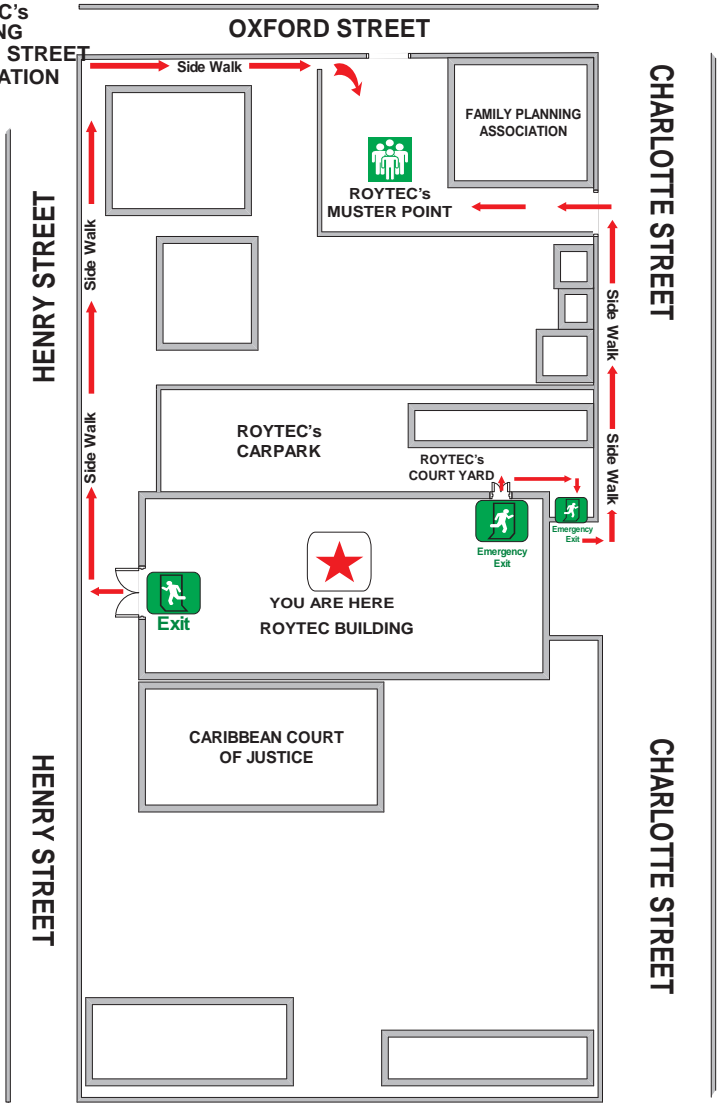 C's
NG
STREET
ATION
OXFORD STREET
Side Walk
FAMILY PLANNING
ASSOCIATION
CHARLOTTE STREET
ROYTEC's
MUSTER POINT
HENRY STREET
Side Walk
Side Walk
Side Walk
Side Walk
ROYTEC's
CARPARK
ROYTEC's
COURT YARD
Emergency
Exit
Emergency
Exit
Exit
YOU ARE HERE
ROYTEC BUILDING
CARIBBEAN COURT
OF JUSTICE
HENRY STREET
CHARLOTTE STREET